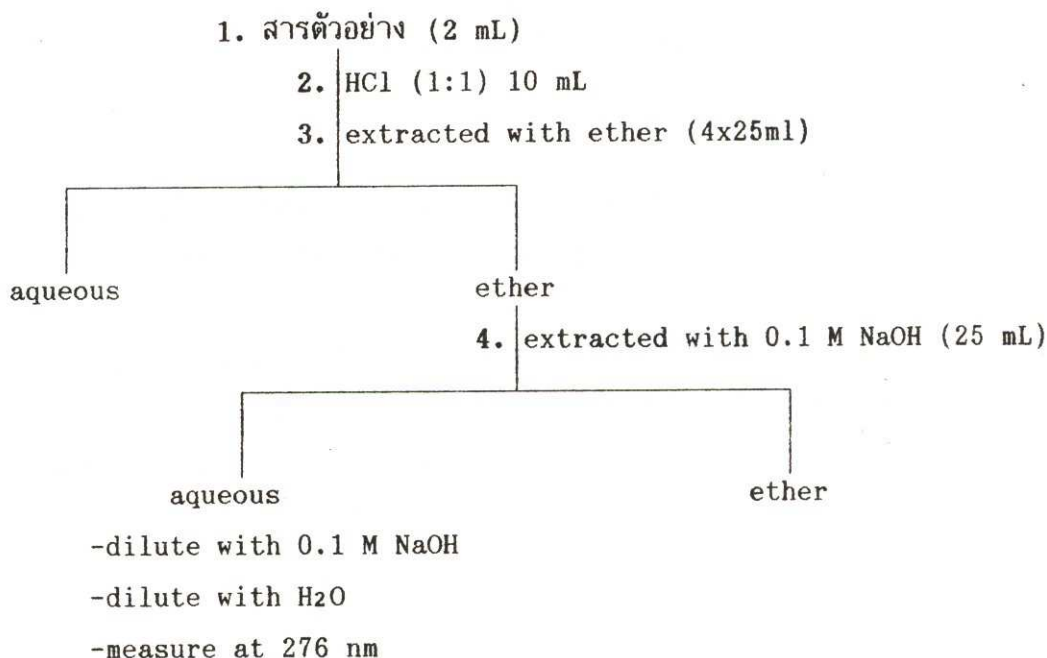 1. สารตัวอย่าง (2 mL)
2. HCl (1:1) 10 mL
3. extracted with ether (4x25ml)
aqueous
ether
4. extracted with 0.1 M NaOH (25 mL)
aqueous
ether
-dilute with 0.1 M NaOH
-dilute with H2O
-measure at 276 nm